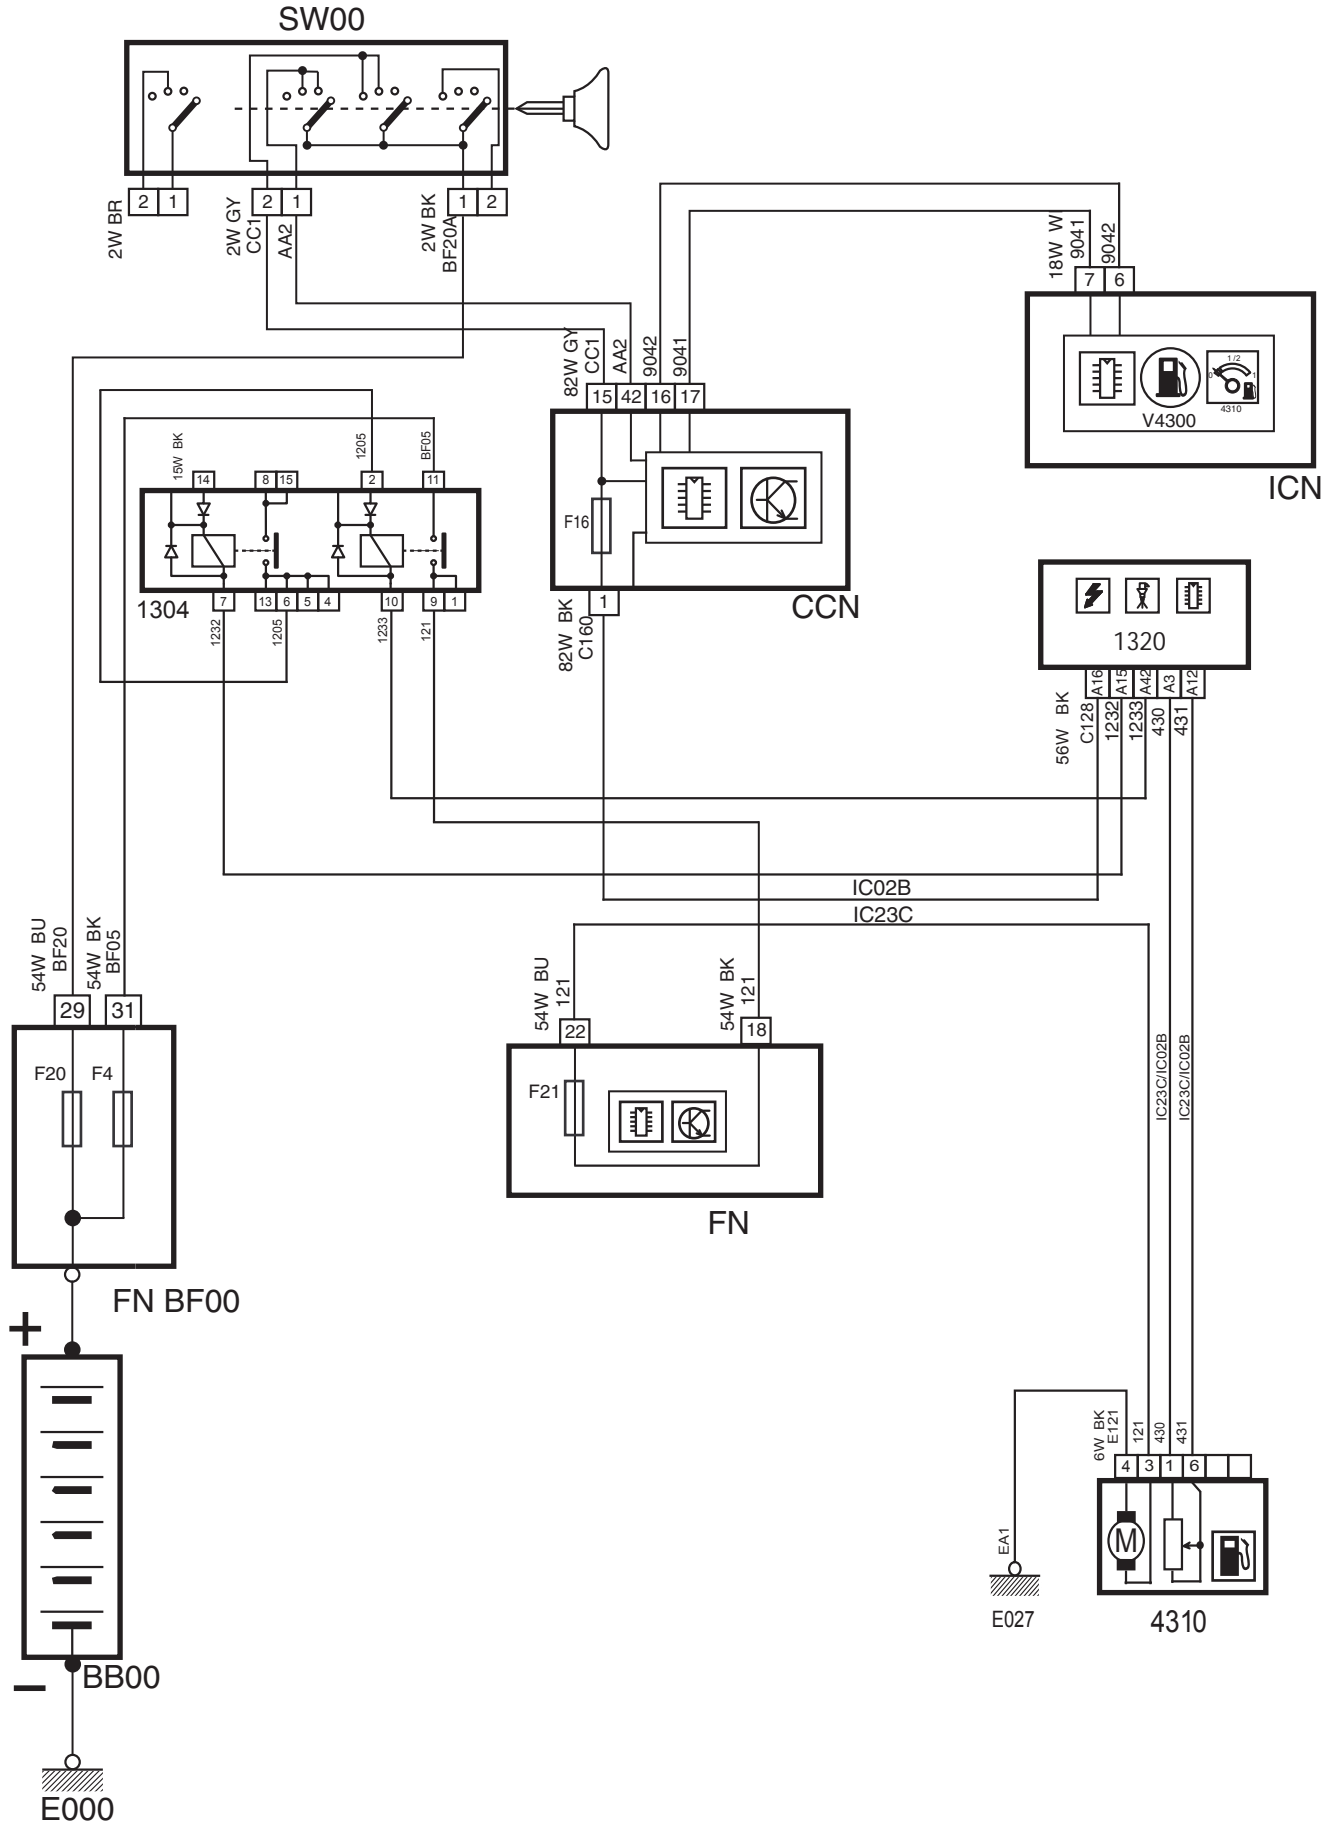 SW00
2 1
2 1
1 2
2W BR
2W GY
CC1
AA2
2W BK
BF20A
18W W
9041
9042
7 6
1/2
0
1
4310
V4300
ICN
82W GY
CC1
AA2
9042
9041
15 42 16 17
F16
CCN
1
82W BK
C160
15W BK
1205
BF05
14
8 15
2
11
7
13 6 5 4
10
9 1
1304
1232
1205
1233
121
1320
A16 A15 A42 A3 A12
56W BK
C128
1232
1233
430
431
IC02B
IC23C
54W BU
BF20
54W BK
BF05
29 31
F20 F4
FN BF00
54W BU
121
54W BK
121
22
18
F21
FN
IC23C/IC02B
IC23C/IC02B
+
BB00
–
E000
6W BK
E121
121
430
431
4 3 1 6
M
4310
EA1
E027